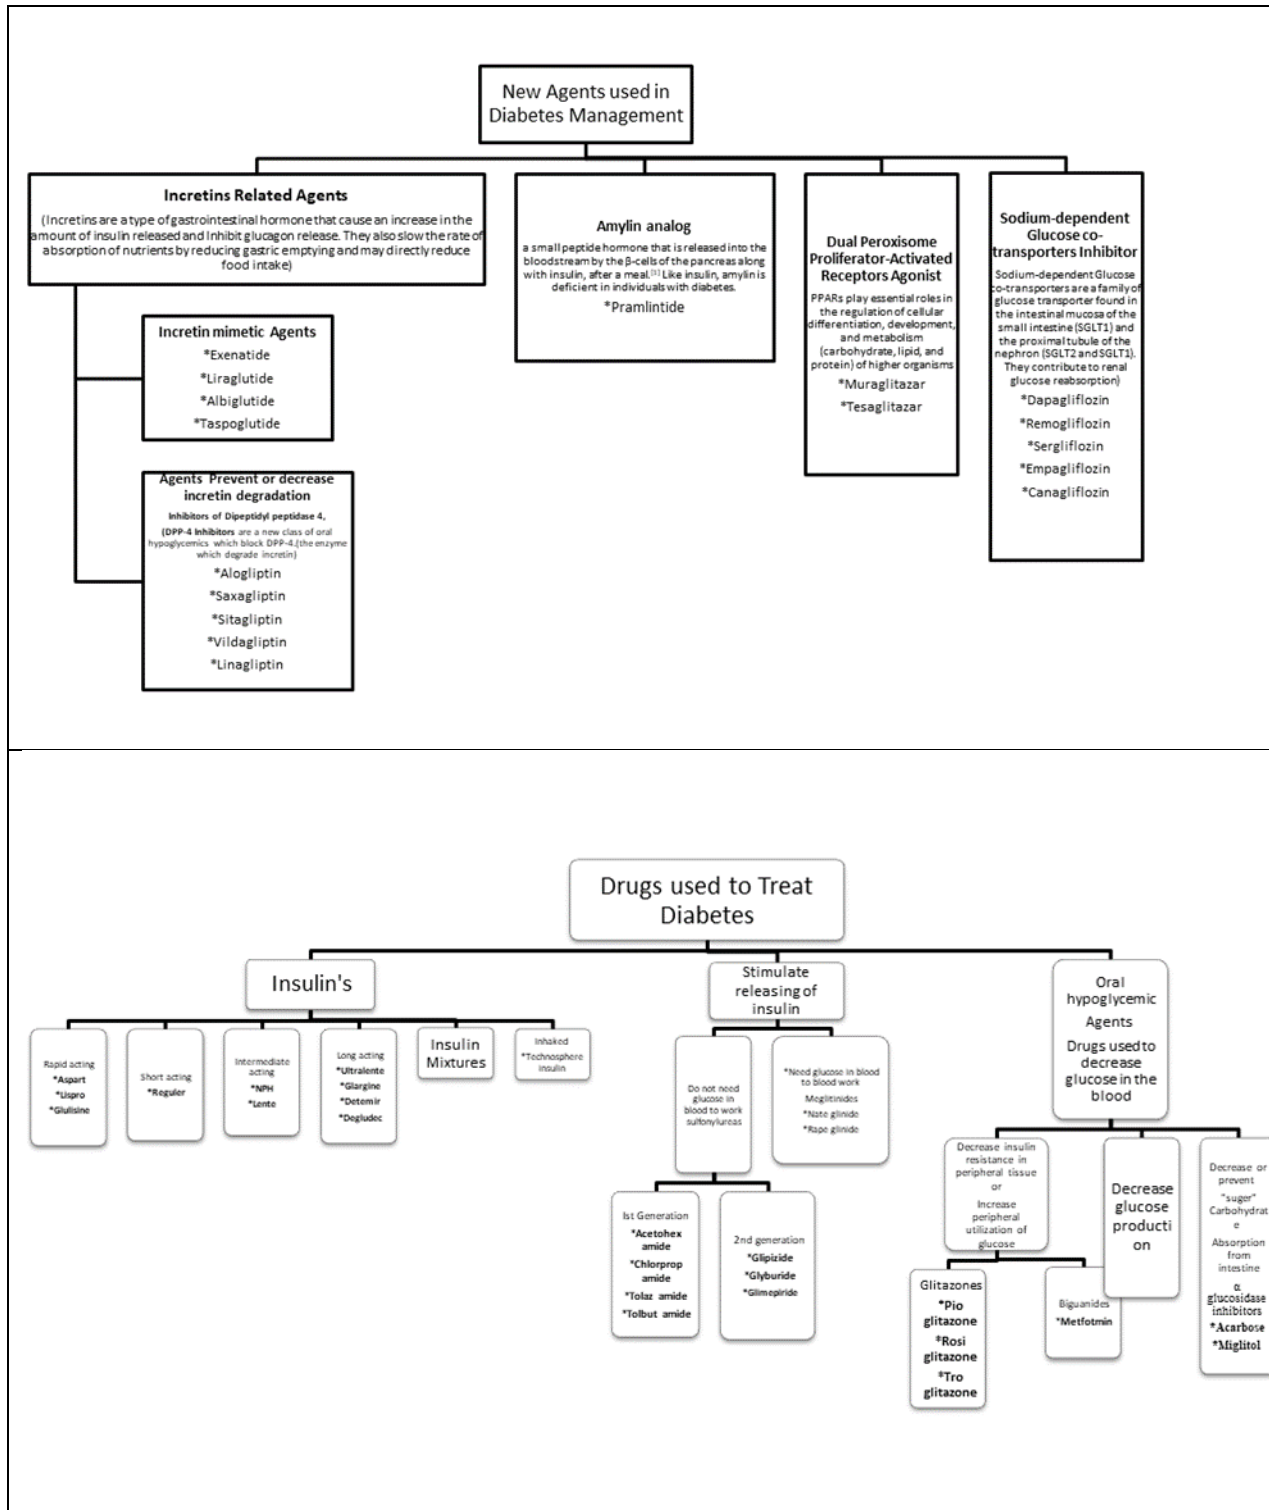 New Agents used in
Diabetes Management
Incretins Related Agents
(Incretins are a type of gastrointestinal hormone that cause an increase in the
amount of insulin released and Inhibit glucagon release. They also slow the rate of
absorption of nutrients by reducing gastric emptying and may directly reduce
food intake)
Incretin mimetic Agents
*Exenatide
*Liraglutide
*Albiglutide
*Taspoglutide
Agents Prevent or decrease
incretin degradation
Inhibitors of Dipeptidyl peptidase 4,
(DPP-4 Inhibitors are a new class of oral
hypoglycemics which block DPP-4.(the enzyme
which degrade incretin)
*Alogliptin
*Saxagliptin
*Sitagliptin
*Vildagliptin
*Linagliptin
Amylin analog
a small peptide hormone that is released into the
bloodstream by the β-cells of the pancreas along
with insulin, after a meal.[1] Like insulin, amylin is
deficient in individuals with diabetes.
*Pramlintide
Dual Peroxisome
Proliferator-Activated
Receptors Agonist
PPARs play essential roles in
the regulation of cellular
differentiation, development,
and metabolism
(carbohydrate, lipid, and
protein) of higher organisms
*Muraglitazar
*Tesaglitazar
Sodium-dependent
Glucose co-
transporters Inhibitor
Sodium-dependent Glucose
co-transporters are a family of
glucose transporter found in
the intestinal mucosa of the
small intestine (SGLT1) and
the proximal tubule of the
nephron (SGLT2 and SGLT1).
They contribute to renal
glucose reabsorption)
*Dapagliflozin
*Remogliflozin
*Sergliflozin
*Empagliflozin
*Canagliflozin
Drugs used to Treat
Diabetes
Insulin's
Rapid acting
*Aspart
*Lispro
*Glulisine
Short acting
*Reguler
Intermediate
acting
*NPH
*Lente
Long acting
*Ultralente
*Glargine
*Detemir
*Degludec
Insulin
Mixtures
Inhaked
*Technosphere
insulin
Stimulate
releasing of
insulin
Do not need
glucose in
blood to work
sulfonylureas
Ist Generation
*Acetohex
amide
*Chlorprop
amide
*Tolaz amide
*Tolbut amide
2nd generation
*Glipizide
*Glyburide
*Glimepiride
*Need glucose in blood
to blood work
Meglitinides
*Nate glinide
*Rape glinide
Oral
hypoglycemic
Agents
Drugs used to
decrease
glucose in the
blood
Decrease insulin
resistance in
peripheral tissue
or
Increase
peripheral
utilization of
glucose
Glitazones
*Pio
glitazone
*Rosi
glitazone
*Tro
glitazone
Biguanides
*Metfotmin
Decrease
glucose
producti
on
Decrease or
prevent
"suger"
Carbohydrat
e
Absorption
from
intestine
α
glucosidase
inhibitors
*Acarbose
*Miglitol